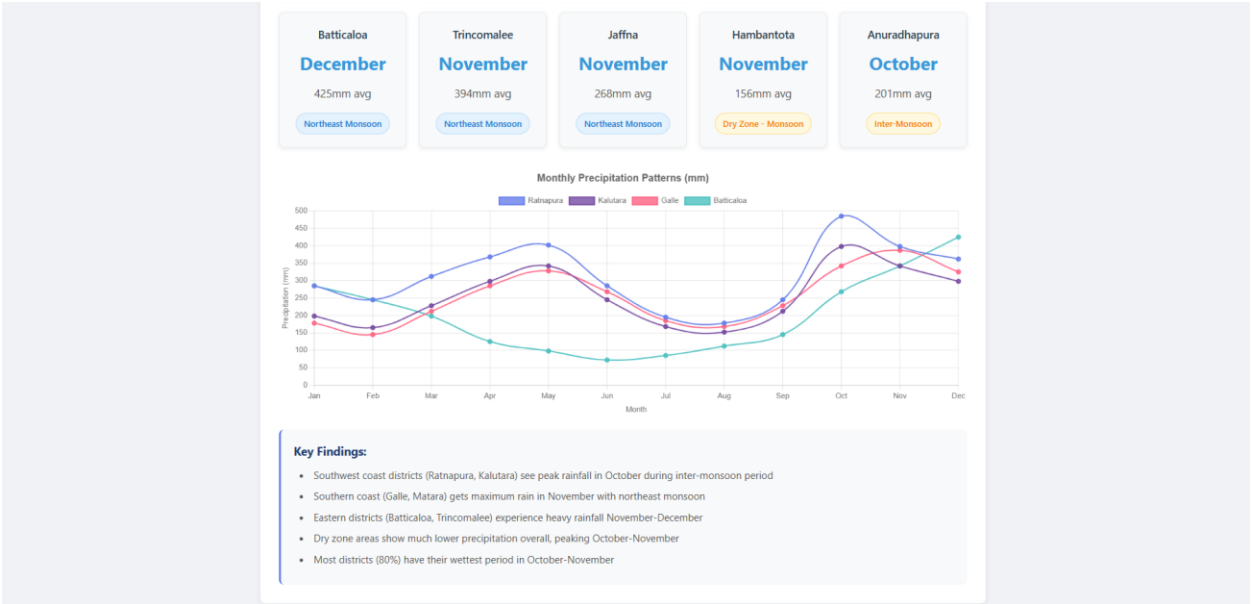 Batticaloa
December
425mm avg
Northeast Monsoon
Trincomalee
November
394mm avg
Northeast Monsoon
Jaffna
November
268mm avg
Northeast Monsoon
Hambantota
November
156mm avg
Dry Zone - Monsoon
Anuradhapura
October
201mm avg
Inter-Monsoon
Monthly Precipitation Patterns (mm)
Ratnapura Kalutara Galle Batticaloa
Precipitation (mm)
500
450
400
350
300
250
200
150
100
50
0
Jan Feb Mar Apr May Jun Jul Aug Sep Oct Nov Dec
Month
Key Findings:
• Southwest coast districts (Ratnapura, Kalutara) see peak rainfall in October during inter-monsoon period
• Southern coast (Galle, Matara) gets maximum rain in November with northeast monsoon
• Eastern districts (Batticaloa, Trincomalee) experience heavy rainfall November-December
• Dry zone areas show much lower precipitation overall, peaking October-November
• Most districts (80%) have their wettest period in October-November